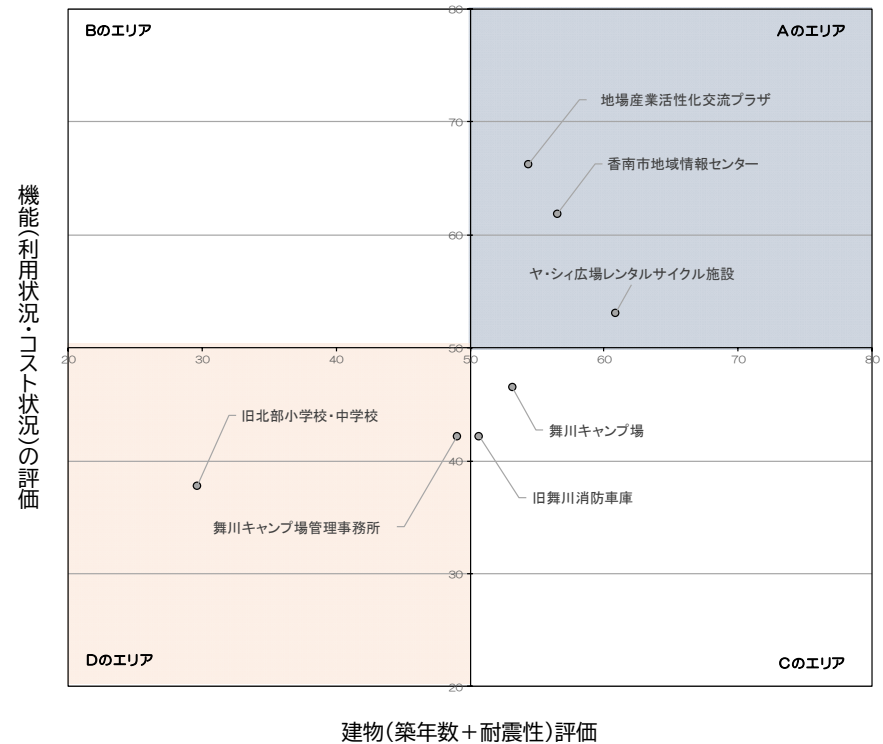 80
Bのエリア
Aのエリア
地場産業活性化交流プラザ
70
香南市地域情報センター
60
ヤ・シィ広場レンタルサイクル施設
50
20
30
40
50
60
70
80
旧北部小学校・中学校
舞川キャンプ場
40
旧舞川消防車庫
舞川キャンプ場管理事務所
30
Dのエリア
Cのエリア
20
機能(利用状況・コスト状況)の評価
建物(築年数+耐震性)評価